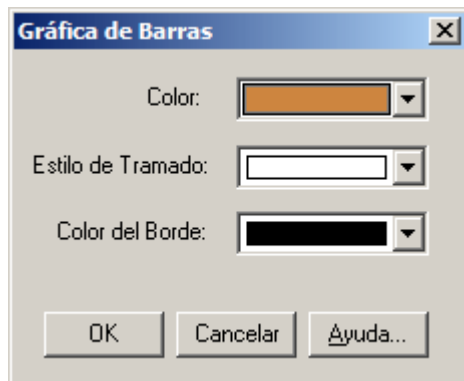 Gráfica de Barras
Color:
Estilo de Tramado:
Color del Borde:
OK Cancelar Ayuda...